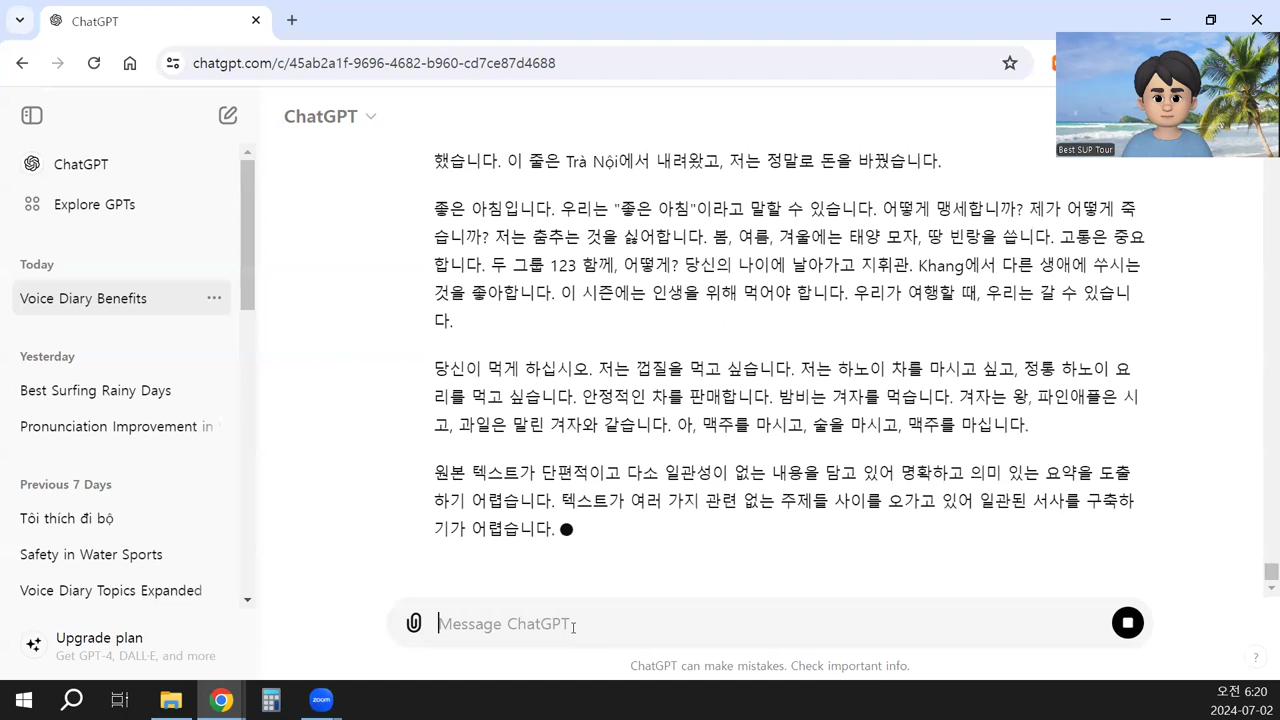 ChatGPT
chatgpt.com/c/45ab2a1f-9696-4682-b960-cd7ce87d4688
Best SUP Tour
ChatGPT
ChatGPT
Explore GPTs
Today
Voice Diary Benefits
Yesterday
Best Surfing Rainy Days
Pronunciation Improvement in
Previous 7 Days
Tôi thích đi bộ
Safety in Water Sports
Voice Diary Topics Expanded
Upgrade plan
Get GPT-4, DALL·E, and more
했습니다. 이 줄은 Trà Nội에서 내려왔고, 저는 정말로 돈을 바꿨습니다.
좋은 아침입니다. 우리는 "좋은 아침"이라고 말할 수 있습니다. 어떻게 맹세합니까? 제가 어떻게 죽
습니까? 저는 춤추는 것을 싫어합니다. 봄, 여름, 겨울에는 태양 모자, 땅 빈랑을 씁니다. 고통은 중요
합니다. 두 그룹 123 함께, 어떻게? 당신의 나이에 날아가고 지휘관. Khang에서 다른 생애에 쑤시는
것을 좋아합니다. 이 시즌에는 인생을 위해 먹어야 합니다. 우리가 여행할 때, 우리는 갈 수 있습니
다.
당신이 먹게 하십시오. 저는 껍질을 먹고 싶습니다. 저는 하노이 차를 마시고 싶고, 정통 하노이 요
리를 먹고 싶습니다. 안정적인 차를 판매합니다. 밤비는 겨자를 먹습니다. 겨자는 왕, 파인애플은 시
고, 과일은 말린 겨자와 같습니다. 아, 맥주를 마시고, 술을 마시고, 맥주를 마십니다.
원본 텍스트가 단편적이고 다소 일관성이 없는 내용을 담고 있어 명확하고 의미 있는 요약을 도출
하기 어렵습니다. 텍스트가 여러 가지 관련 없는 주제들 사이를 오가고 있어 일관된 서사를 구축하
기가 어렵습니다.
Message ChatGPT
ChatGPT can make mistakes. Check important info.
?
zoom
오전 6:20
2024-07-02